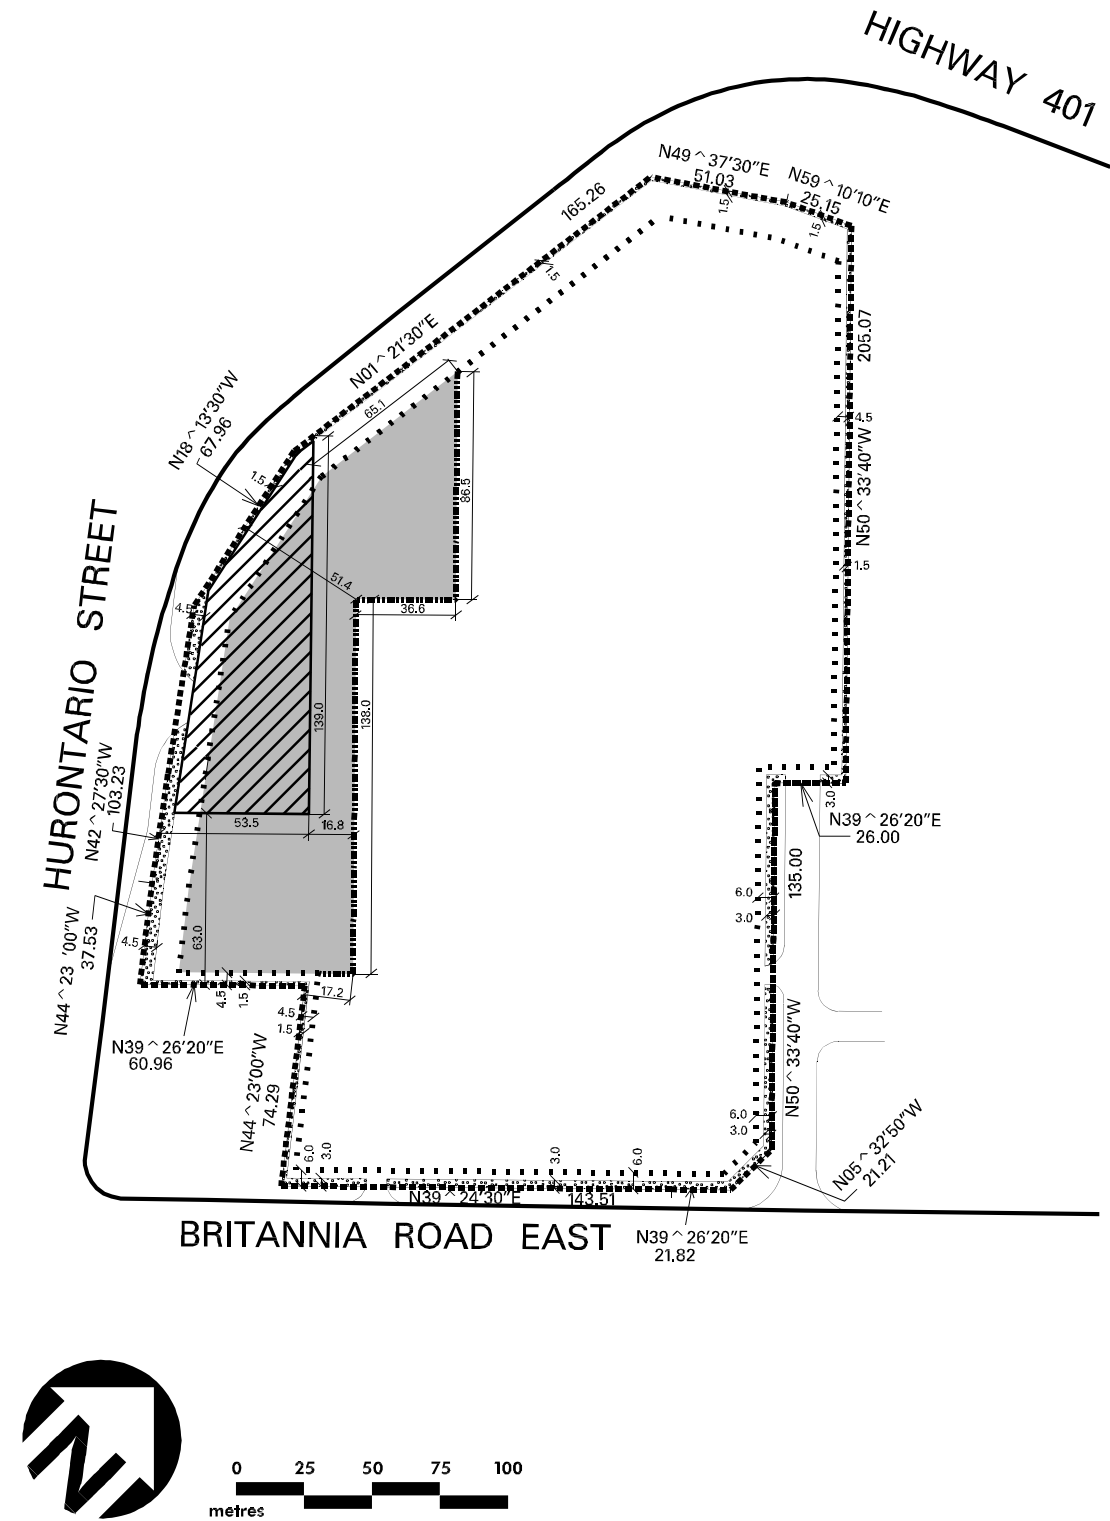 HIGHWAY 401
N49^37'30"E
51.03
N59^10'10"E
25.15
1.5
1.5
165.26
1.5
N01^21'30"E
205.07
4.5
N50^33'40"W
1.5
65.1
N18^13'30"W
67.96
1.5
86.5
51.4
36.6
4.5
HURONTARIO STREET
139.0
138.0
N42^27'30"W
103.23
53.5
16.8
3.0
N39^26'20"E
26.00
135.00
6.0
3.0
N44^23'00"W
37.53
4.5
63.0
4.5
1.5
17.2
4.5
1.5
N39^26'20"E
60.96
N44^23'00"W
74.29
N50^33'40"W
6.0
3.0
N05^32'50"W
21.21
6.0
3.0
3.0
6.0
N39^24'30"E
143.51
BRITANNIA ROAD EAST
N39^26'20"E
21.82
N
0 25 50 75 100
metres